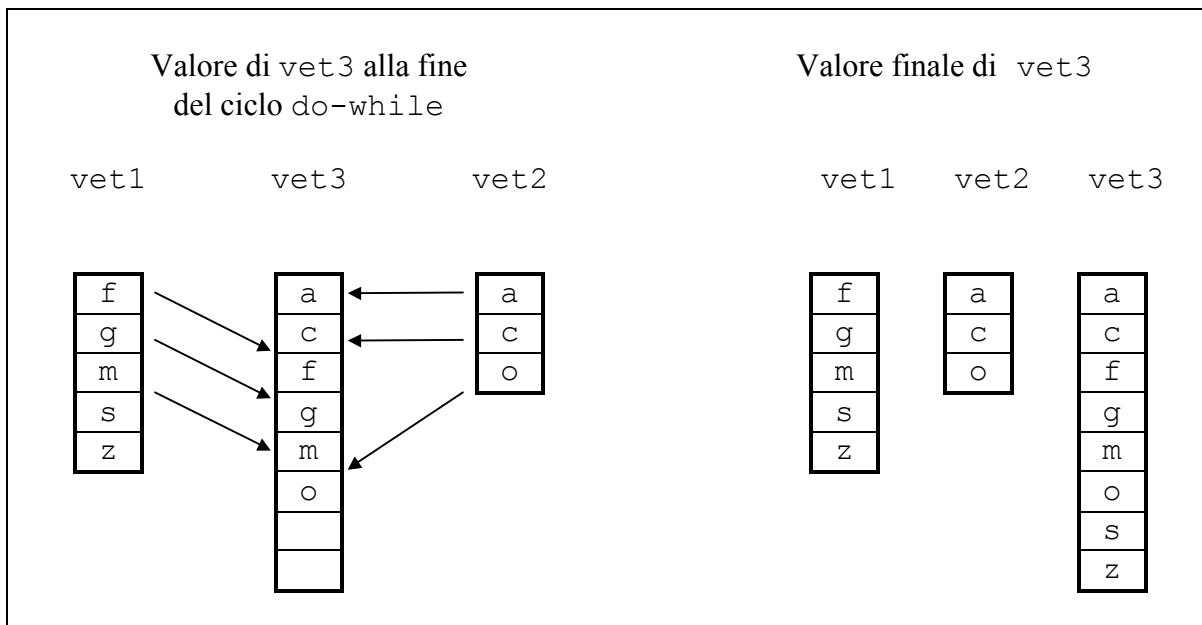 Valore di vet3 alla fine
del ciclo do-while
vet1 vet3 vet2
f a a
g c c
m f o
s g
z m
o
Valore finale di vet3
vet1 vet2 vet3
f a a
g c c
m o f
s g
z m
o
s
z